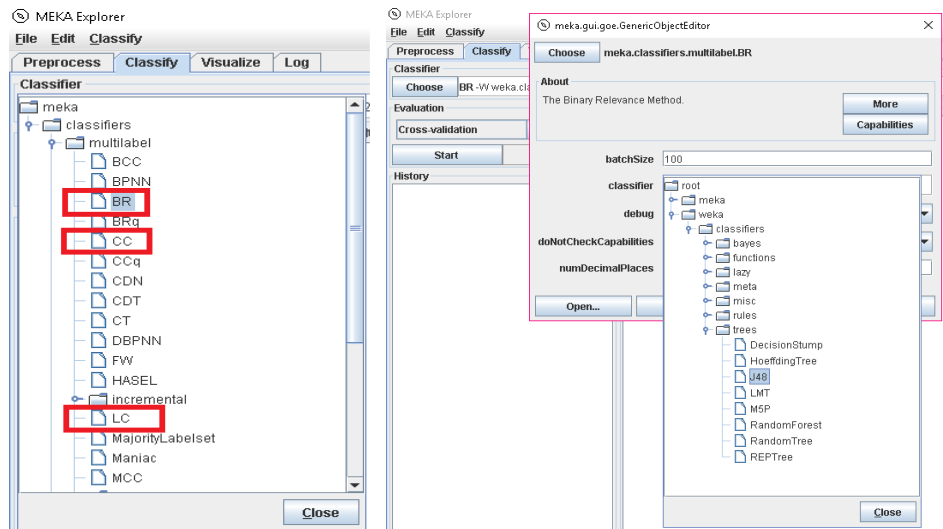 MEKA Explorer
File Edit Classify
Preprocess Classify Visualize Log
Classifier
meka
classifiers
multilabel
BCC
BPNN
BR
BRq
CC
CCq
CDN
CDT
CT
DBPNN
FW
HASEL
incremental
LC
MajorityLabelset
Maniac
MCC
Close
MEKA Explorer
File Edit Classify
Preprocess Classify
Classifier
Choose BR -W weka.cla
Evaluation
Cross-validation
Start
History
meka.gui.goe.GenericObjectEditor
Choose meka.classifiers.multilabel.BR
About
The Binary Relevance Method.
More
Capabilities
batchSize 100
classifier
debug
doNotCheckCapabilities
numDecimalPlaces
Open...
root
meka
weka
classifiers
bayes
functions
lazy
meta
misc
rules
trees
DecisionStump
HoeffdingTree
J48
LMT
M5P
RandomForest
RandomTree
REPTree
Close